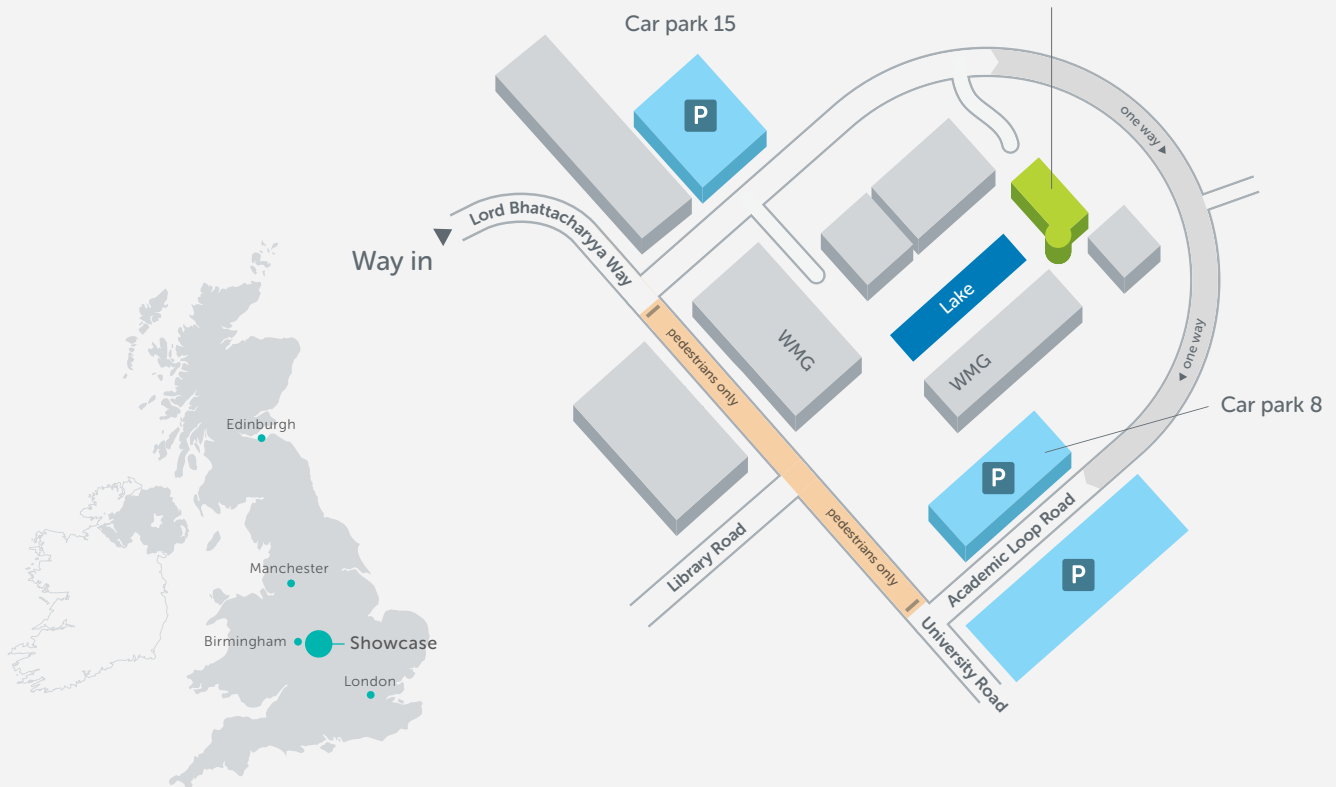 Car park 15
P
one way ▶
Lord Bhattacharyya Way
Way in
Lake
pedestrians only
WMG
one way ▶
WMG
Car park 8
Edinburgh
P
pedestrians only
Academic Loop Road
Library Road
Manchester
P
Birmingham
Showcase
University Road
London